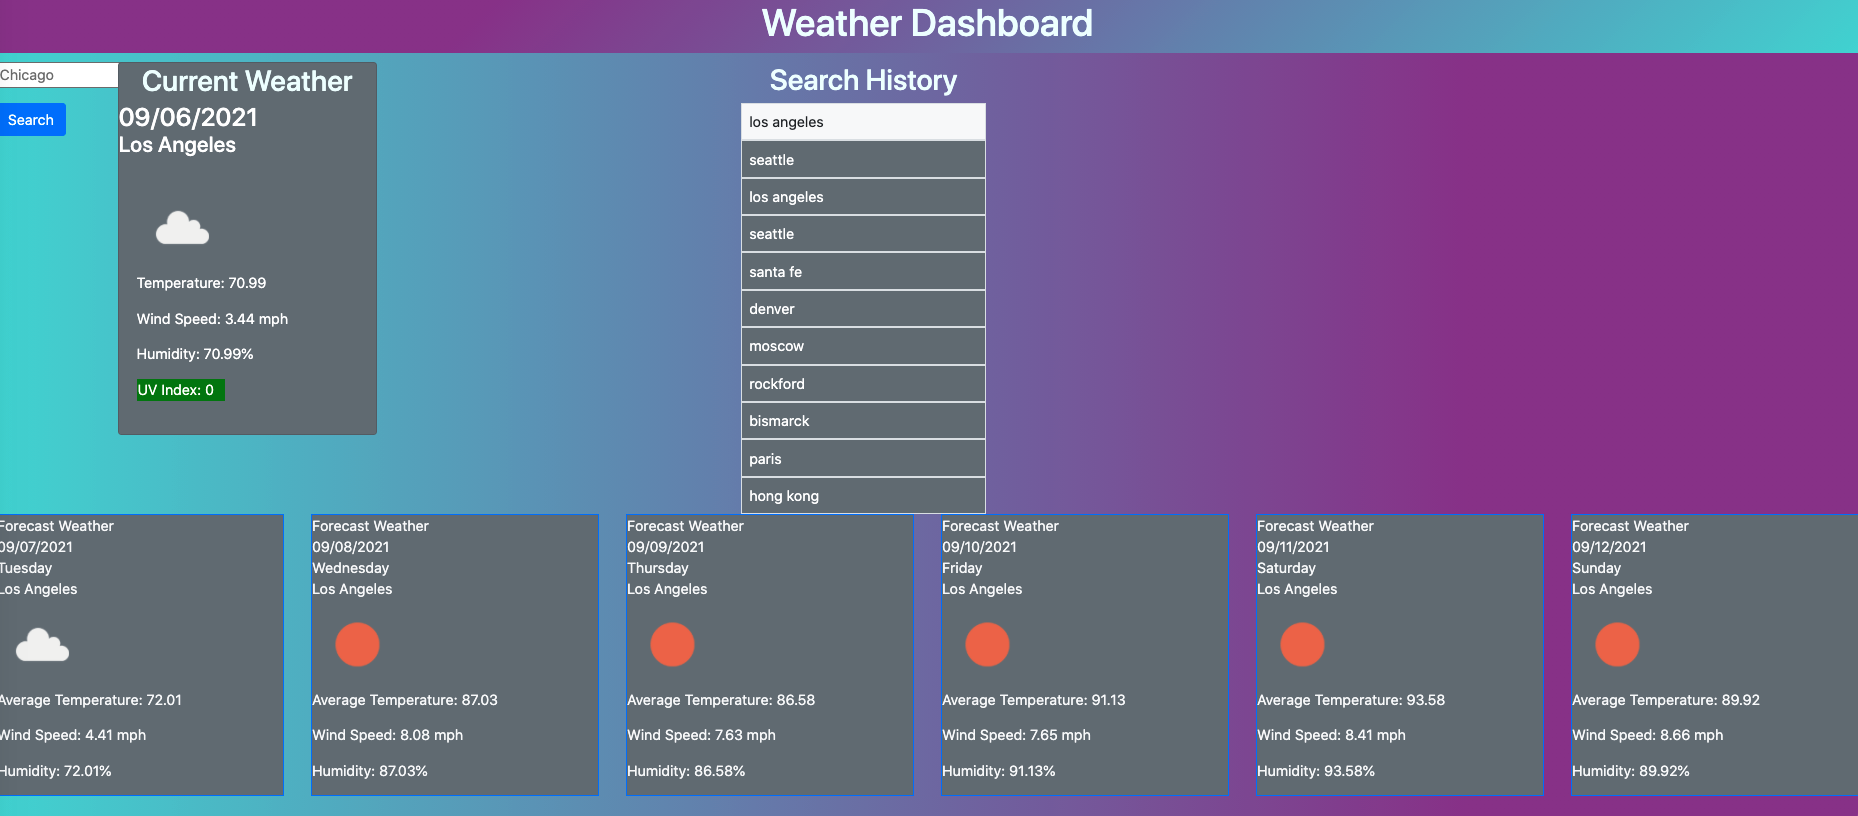 Weather Dashboard
Chicago
Search
Current Weather
09/06/2021
Los Angeles
Temperature: 70.99
Wind Speed: 3.44 mph
Humidity: 70.99%
UV Index: 0
Search History
los angeles
seattle
los angeles
seattle
santa fe
denver
moscow
rockford
bismarck
paris
hong kong
Forecast Weather
09/07/2021
Tuesday
Los Angeles
Average Temperature: 72.01
Wind Speed: 4.41 mph
Humidity: 72.01%
Forecast Weather
09/08/2021
Wednesday
Los Angeles
Average Temperature: 87.03
Wind Speed: 8.08 mph
Humidity: 87.03%
Forecast Weather
09/09/2021
Thursday
Los Angeles
Average Temperature: 86.58
Wind Speed: 7.63 mph
Humidity: 86.58%
Forecast Weather
09/10/2021
Friday
Los Angeles
Average Temperature: 91.13
Wind Speed: 7.65 mph
Humidity: 91.13%
Forecast Weather
09/11/2021
Saturday
Los Angeles
Average Temperature: 93.58
Wind Speed: 8.41 mph
Humidity: 93.58%
Forecast Weather
09/12/2021
Sunday
Los Angeles
Average Temperature: 89.92
Wind Speed: 8.66 mph
Humidity: 89.92%